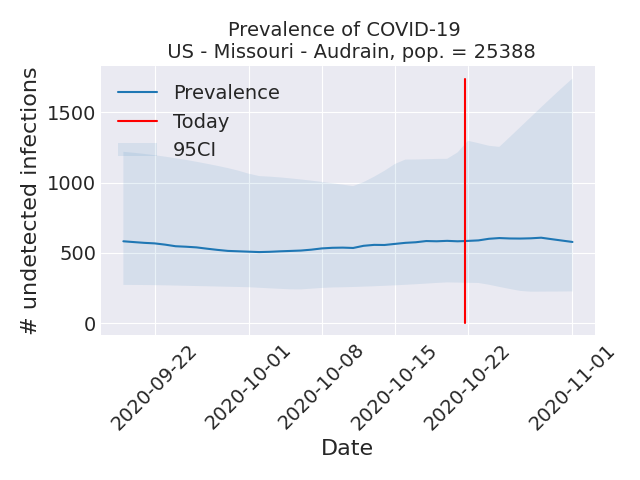 Prevalence of COVID-19
US - Missouri - Audrain, pop. = 25388
# undetected infections
1500
1000
500
0
Prevalence
Today
95CI
2020-09-22
2020-10-01
2020-10-08
2020-10-15
2020-10-22
2020-11-01
Date